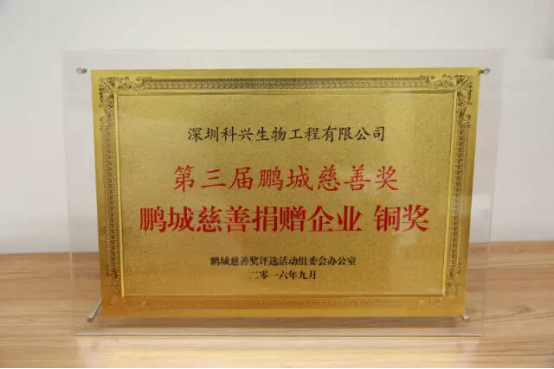 深圳科兴生物工程有限公司
第三届鹏城慈善奖
鹏城慈善捐赠企业 铜奖
鹏城慈善奖评选活动组委会办公室
二零一六年九月